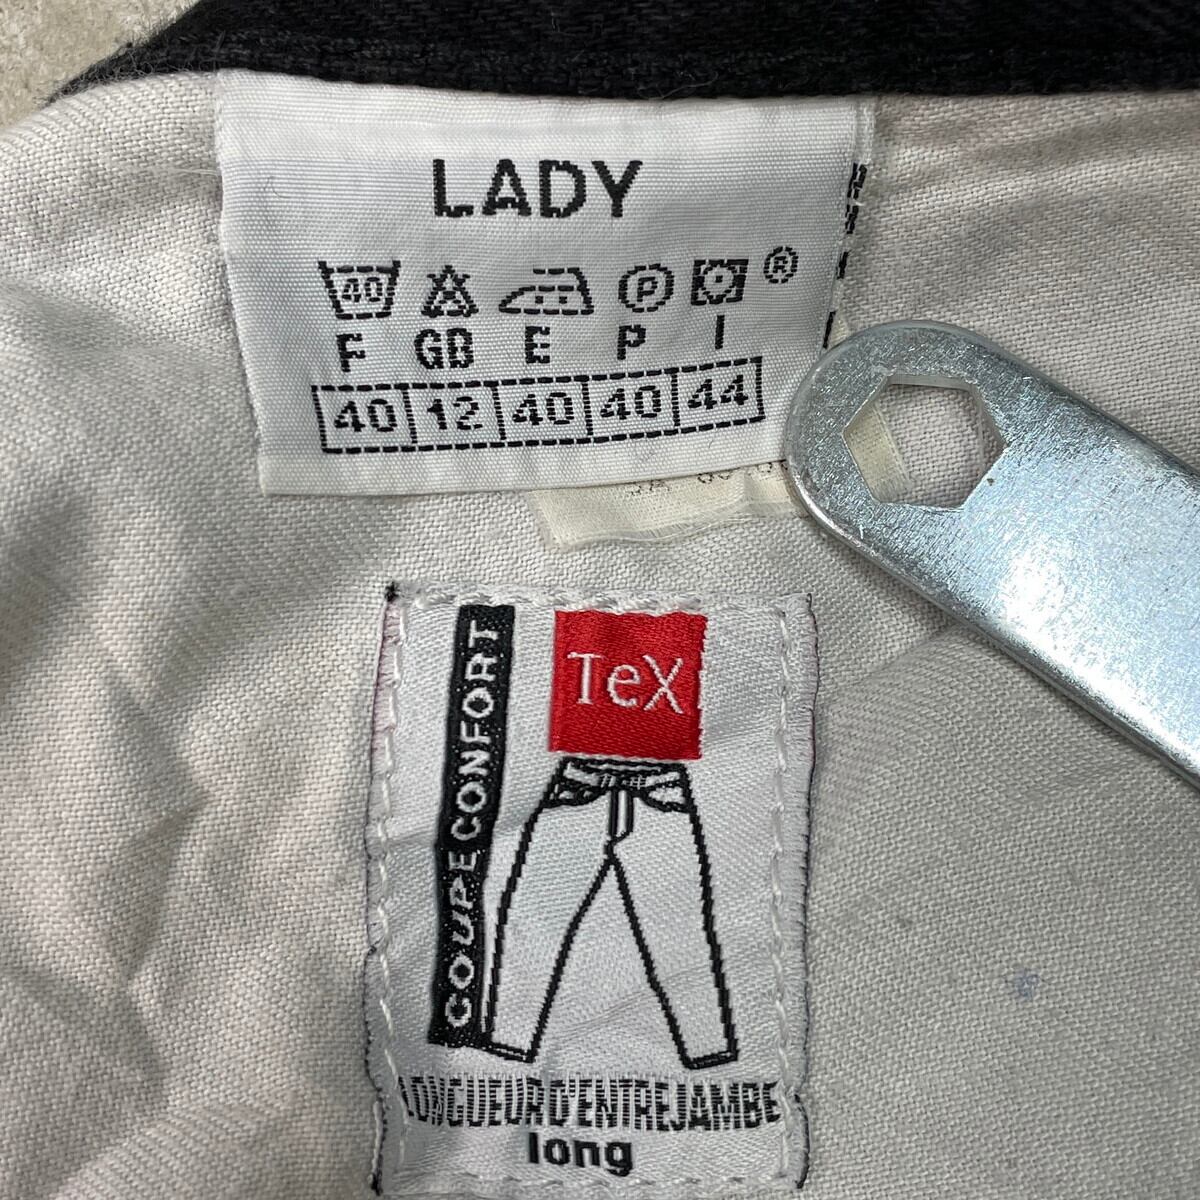 LADY
40 P ®
F GB E P I
40 12 40 40 44
TeX
COUPE CONFORT
LONGUEUR D'ENTREJAMBE
long